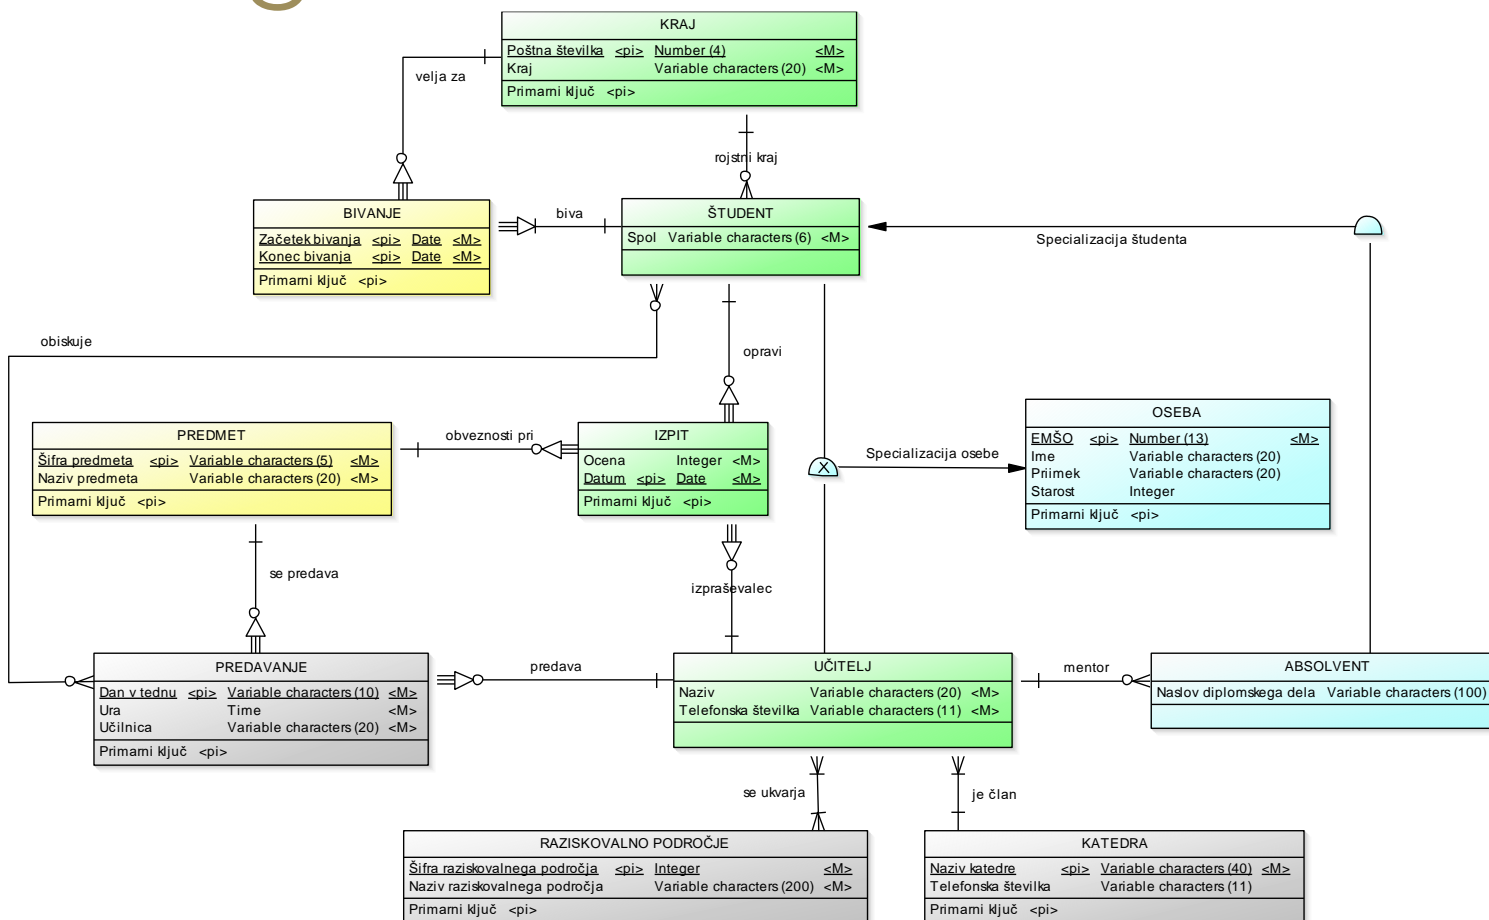 KRAJ
Poštna številka <pi> Number (4) <M>
Kraj Variable characters (20) <M>
Primarni ključ <pi>
velja za
rojstni kraj
BIVANJE
Začetek bivanja <pi> Date <M>
Konec bivanja <pi> Date <M>
Primarni ključ <pi>
biva
ŠTUDENT
Spol Variable characters (6) <M>
Specializacija študenta
obiskuje
opravi
PREDMET
Šifra predmeta <pi> Variable characters (5) <M>
Naziv predmeta Variable characters (20) <M>
Primarni ključ <pi>
obveznosti pri
IZPIT
Ocena Integer <M>
Datum <pi> Date <M>
Primarni ključ <pi>
X
Specializacija osebe
OSEBA
EMŠO <pi> Number (13) <M>
Ime Variable characters (20)
Priimek Variable characters (20)
Starost Integer
Primarni ključ <pi>
se predava
izpraševalec
PREDAVANJE
Dan v tednu <pi> Variable characters (10) <M>
Ura Time <M>
Učilnica Variable characters (20) <M>
Primarni ključ <pi>
predava
UČITELJ
Naziv Variable characters (20) <M>
Telefonska številka Variable characters (11) <M>
mentor
ABSOLVENT
Naslov diplomskega dela Variable characters (100)
se ukvarja
je član
RAZISKOVALNO PODROČJE
Šifra raziskovalnega področja <pi> Integer <M>
Naziv raziskovalnega področja Variable characters (200) <M>
Primarni ključ <pi>
KATEDRA
Naziv katedre <pi> Variable characters (40) <M>
Telefonska številka Variable characters (11)
Primarni ključ <pi>